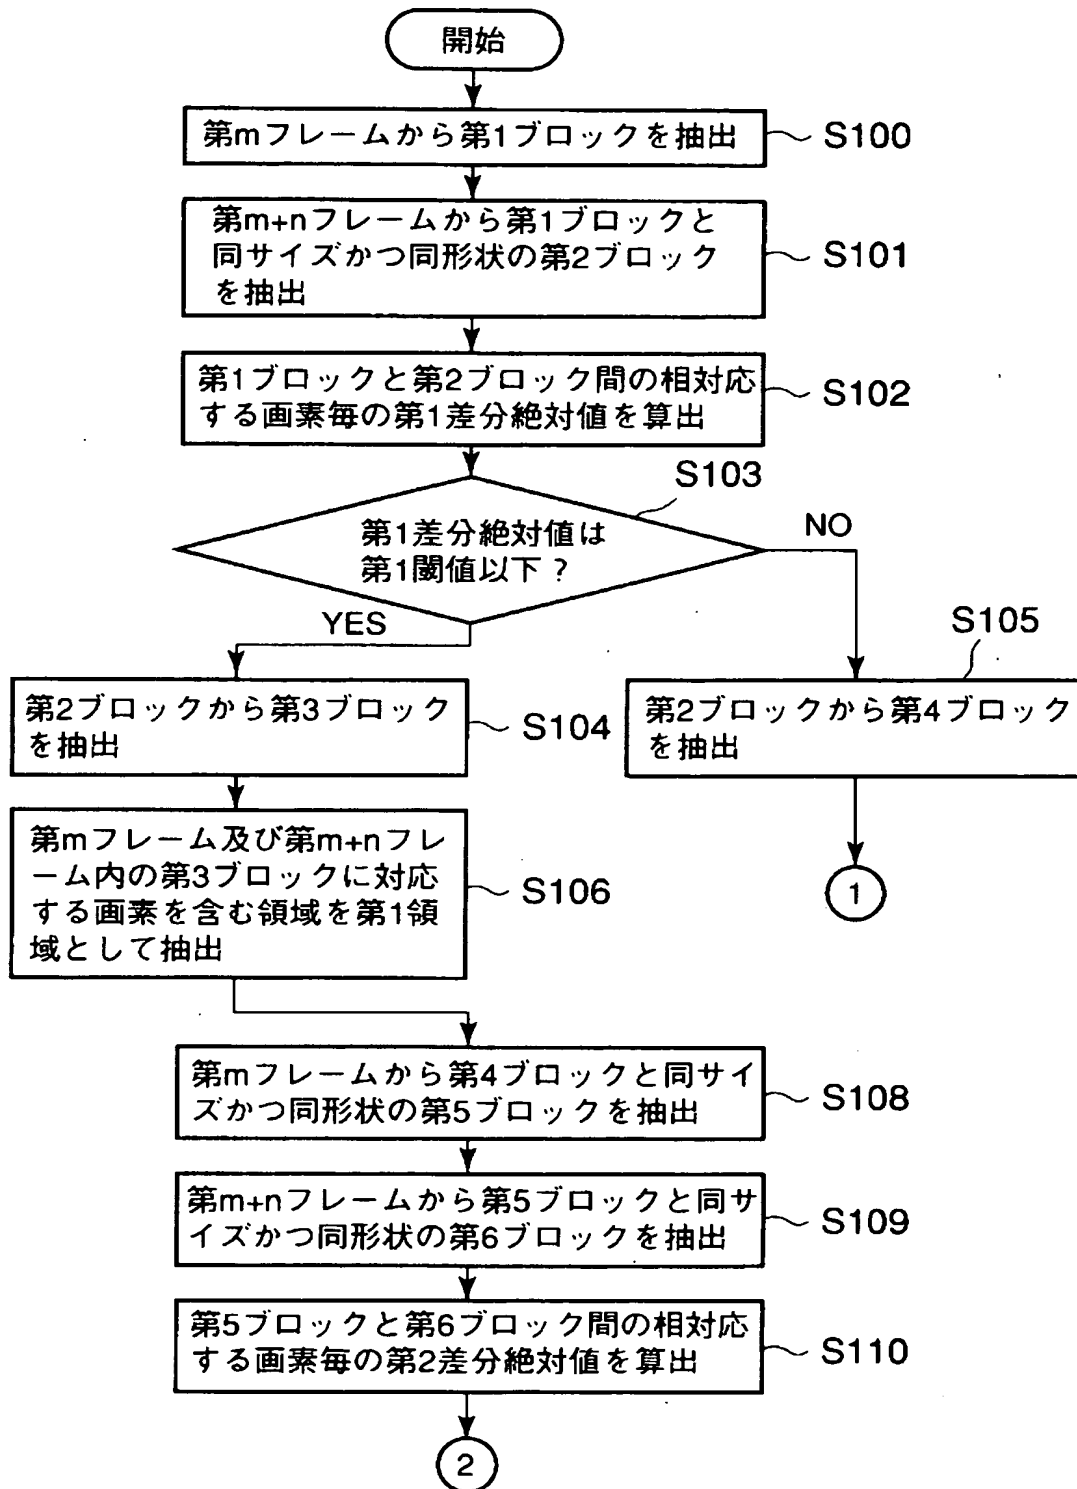 開始
第mフレームから第1ブロックを抽出
S100
第m+nフレームから第1ブロックと
同サイズかつ同形状の第2ブロック
を抽出
S101
第1ブロックと第2ブロック間の相対応
する画素毎の第1差分絶対値を算出
S102
S103
第1差分絶対値は
第1閾値以下?
NO
YES
S105
第2ブロックから第3ブロック
を抽出
S104
第2ブロックから第4ブロック
を抽出
第mフレーム及び第m+nフレ
ーム内の第3ブロックに対応
する画素を含む領域を第1領
域として抽出
S106
1
第mフレームから第4ブロックと同サイ
ズかつ同形状の第5ブロックを抽出
S108
第m+nフレームから第5ブロックと同サ
イズかつ同形状の第6ブロックを抽出
S109
第5ブロックと第6ブロック間の相対応
する画素毎の第2差分絶対値を算出
S110
2